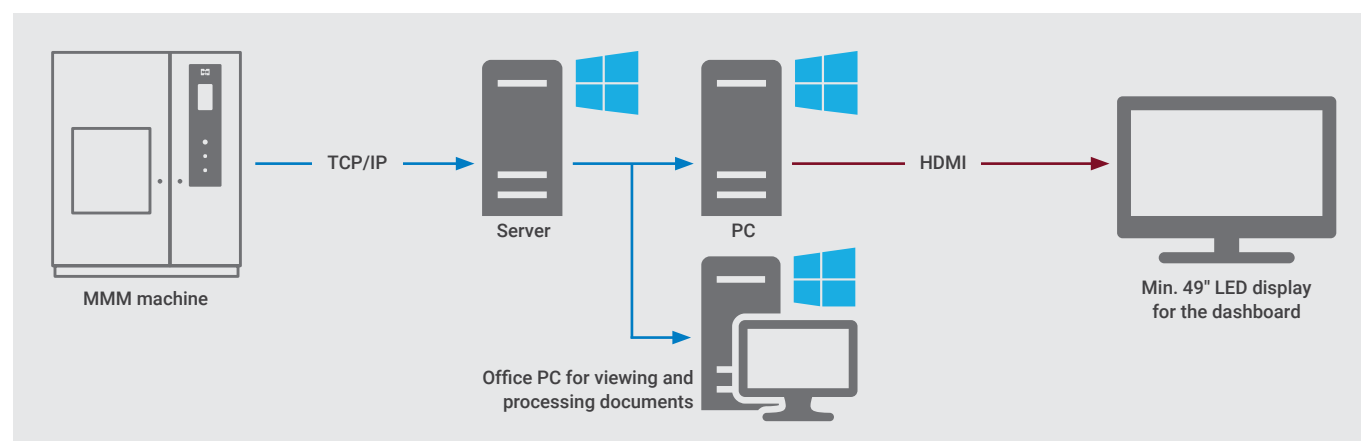 TCP/IP
HDMI
Server
PC
MMM machine
Min. 49" LED display
for the dashboard
Office PC for viewing and
processing documents